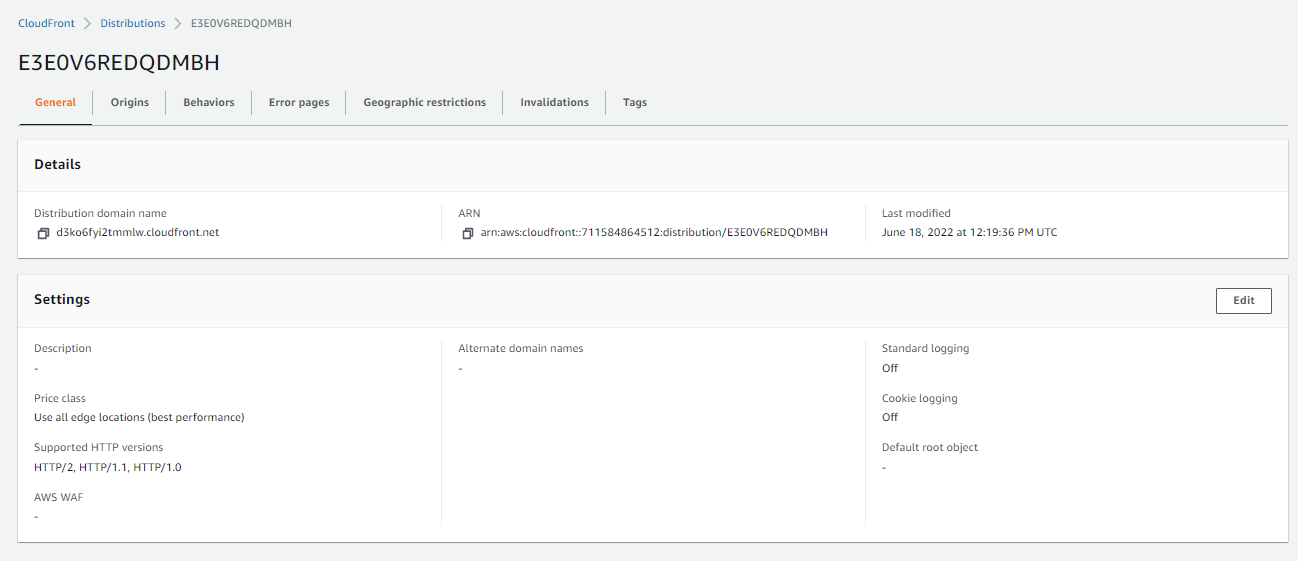 CloudFront > Distributions > E3E0V6REDQDMBH
E3E0V6REDQDMBH
General Origins Behaviors Error pages Geographic restrictions Invalidations Tags
Details
Distribution domain name
d3ko6fyi2tmmlw.cloudfront.net
ARN
arn:aws:cloudfront::711584864512:distribution/E3E0V6REDQDMBH
Last modified
June 18, 2022 at 12:19:36 PM UTC
Settings
Edit
Description
-
Price class
Use all edge locations (best performance)
Supported HTTP versions
HTTP/2, HTTP/1.1, HTTP/1.0
AWS WAF
-
Alternate domain names
-
Standard logging
Off
Cookie logging
Off
Default root object
-